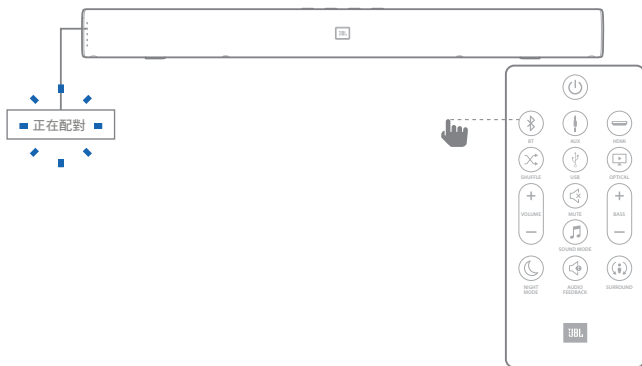 JBL
正在配對
BT
AUX
HDMI
SHUFFLE
USB
OPTICAL
+
+
VOLUME
MUTE
BASS
—
—
SOUND MODE
NIGHT
MODE
AUDIO
FEEDBACK
SURROUND
JBL